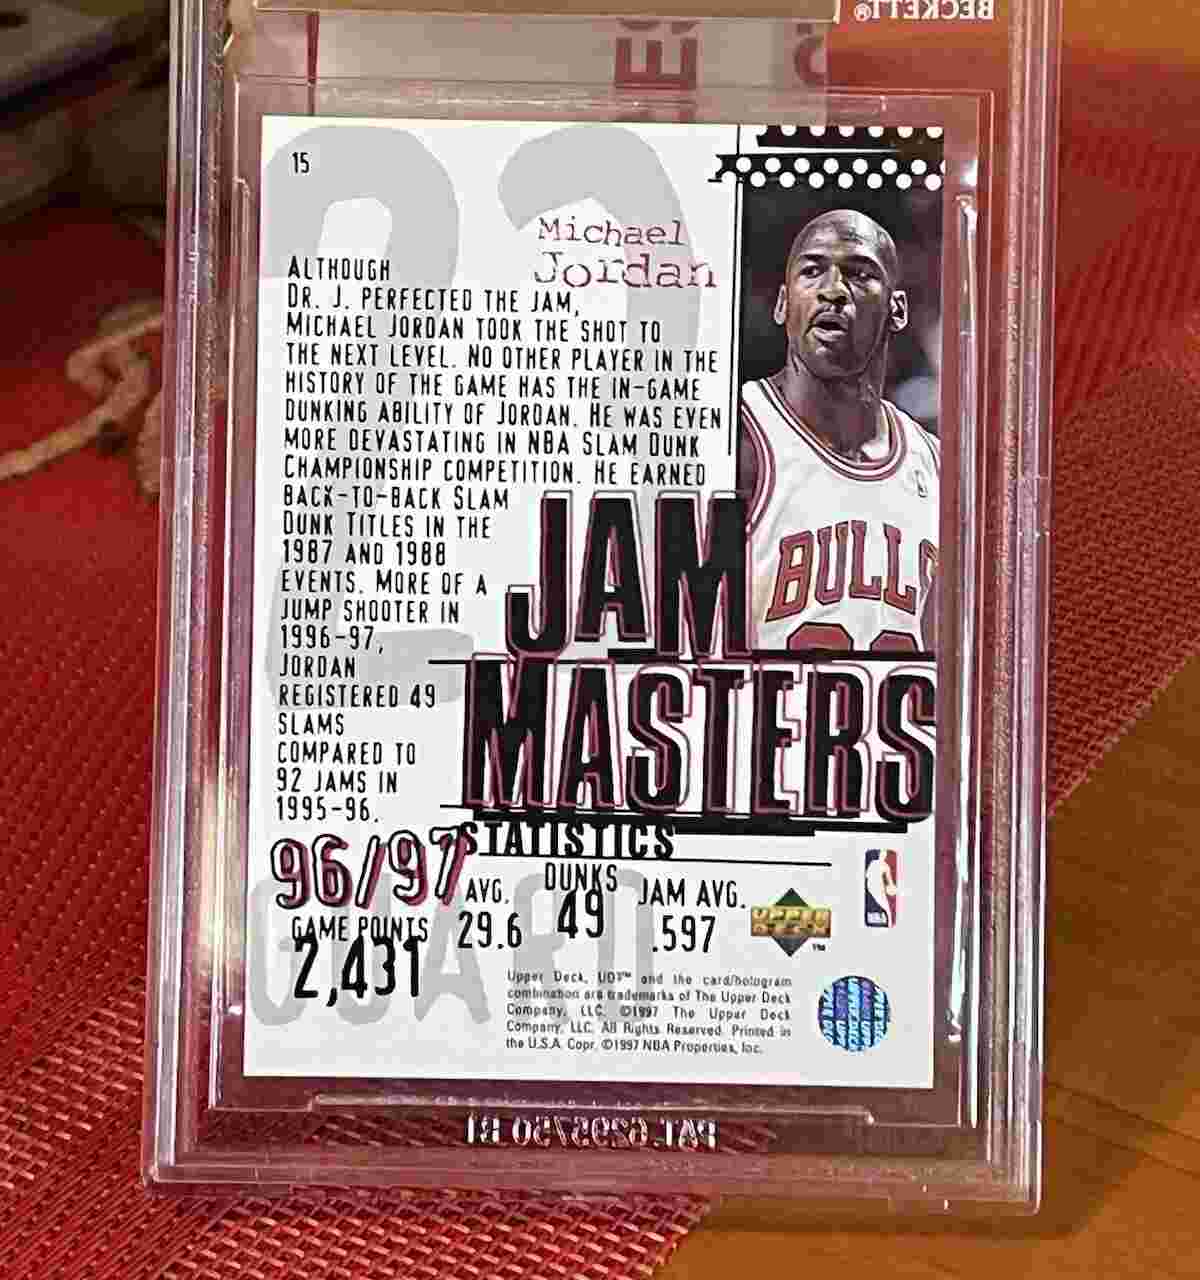 BECKETT®
15
Michael
Jordan
ALTHOUGH
DR. J. PERFECTED THE JAM,
MICHAEL JORDAN TOOK THE SHOT TO
THE NEXT LEVEL. NO OTHER PLAYER IN THE
HISTORY OF THE GAME HAS THE IN-GAME
DUNKING ABILITY OF JORDAN. HE WAS EVEN
MORE DEVASTATING IN NBA SLAM DUNK
CHAMPIONSHIP COMPETITION. HE EARNED
BACK-TO-BACK SLAM
DUNK TITLES IN THE
1987 AND 1988
EVENTS. MORE OF A
JUMP SHOOTER IN
1996-97,
JORDAN
REGISTERED 49
SLAMS
COMPARED TO
92 JAMS IN
1995-96.
BULLS
JAM
MASTERS
STATISTICS
96/97
GAME POINTS
2,431
AVG.
29.6
DUNKS
49
JAM AVG.
.597
UPPER
DECK
TM
NBA
GUARD
Upper Deck, UD3™ and the card/hologram
combination are trademarks of The Upper Deck
Company, LLC. ©1997 The Upper Deck
Company, LLC. All Rights Reserved. Printed in
the U.S.A. Copr. ©1997 NBA Properties, Inc.
PAT. 6295750 B1